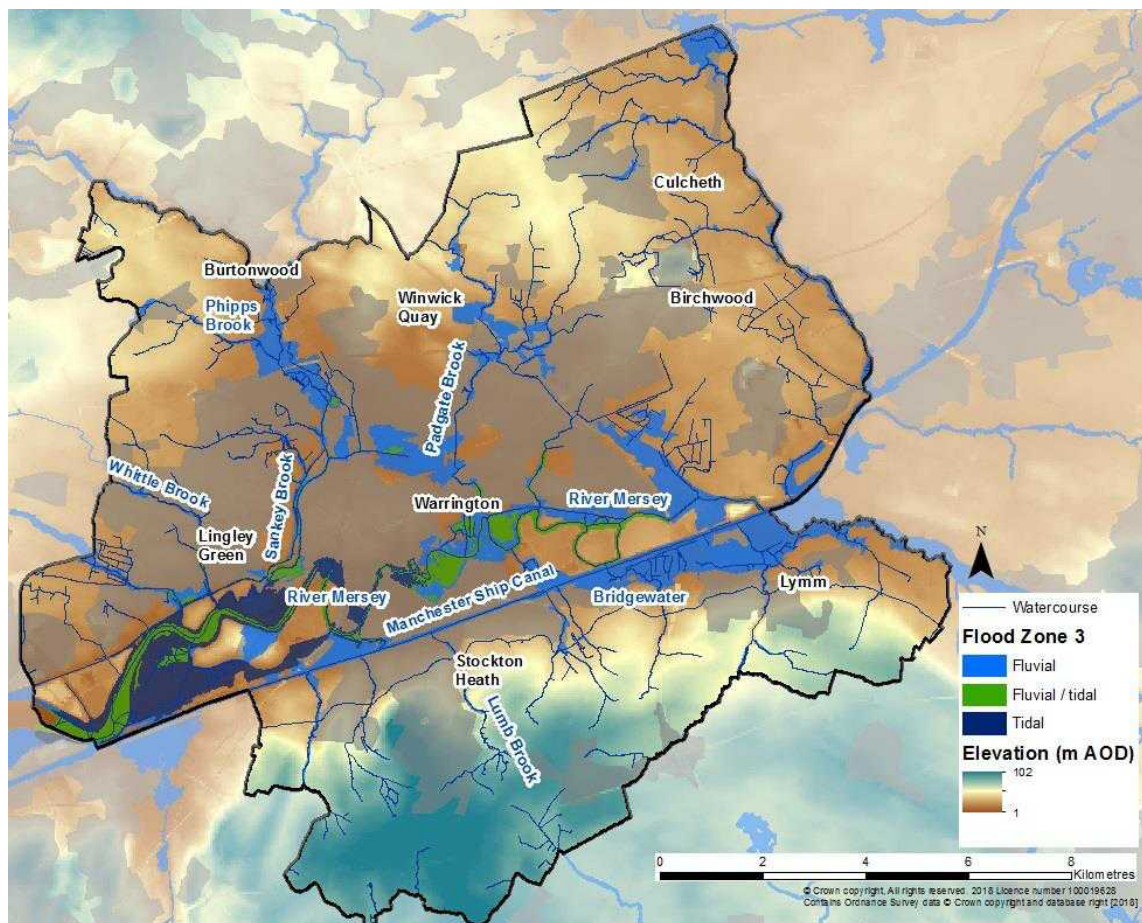 Culcheth
Burtonwood
Phipps
Brook
Winwick
Quay
Birchwood
Padgate Brook
Whittle Brook
Sankey Brook
Warrington
River Mersey
Lingley
Green
River Mersey
Manchester Ship Canal
Bridgewater
Lymm
Stockton
Heath
Lumb Brook
N
Watercourse
Flood Zone 3
Fluvial
Fluvial / tidal
Tidal
Elevation (m AOD)
102
1
0 2 4 6 8
Kilometres
© Crown copyright, All rights reserved. 2018 Licence number 100019628
Contains Ordnance Survey data © Crown copyright and database right [2018]